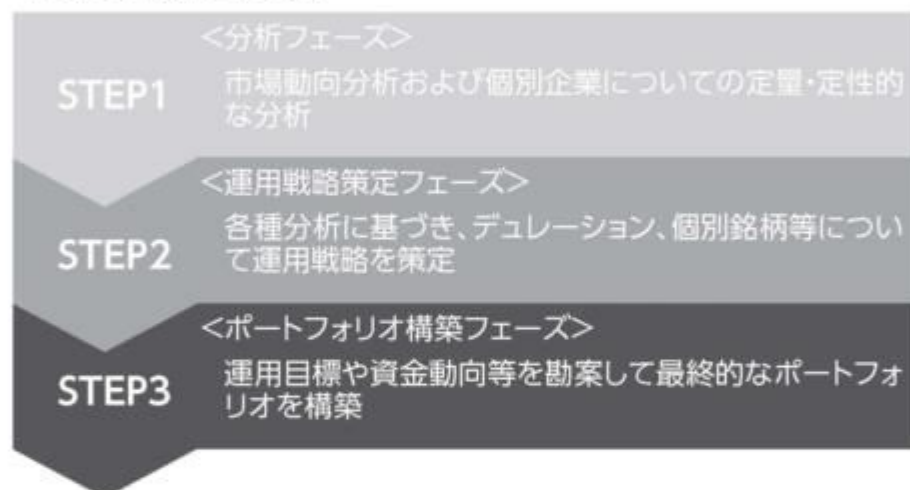 <分析フェーズ>
STEP1
市場動向分析および個別企業についての定量・定性的
な分析
<運用戦略策定フェーズ>
STEP2
各種分析に基づき、デュレーション、個別銘柄等につい
て運用戦略を策定
<ポートフォリオ構築フェーズ>
STEP3
運用目標や資金動向等を勘案して最終的なポートフォ
リオを構築